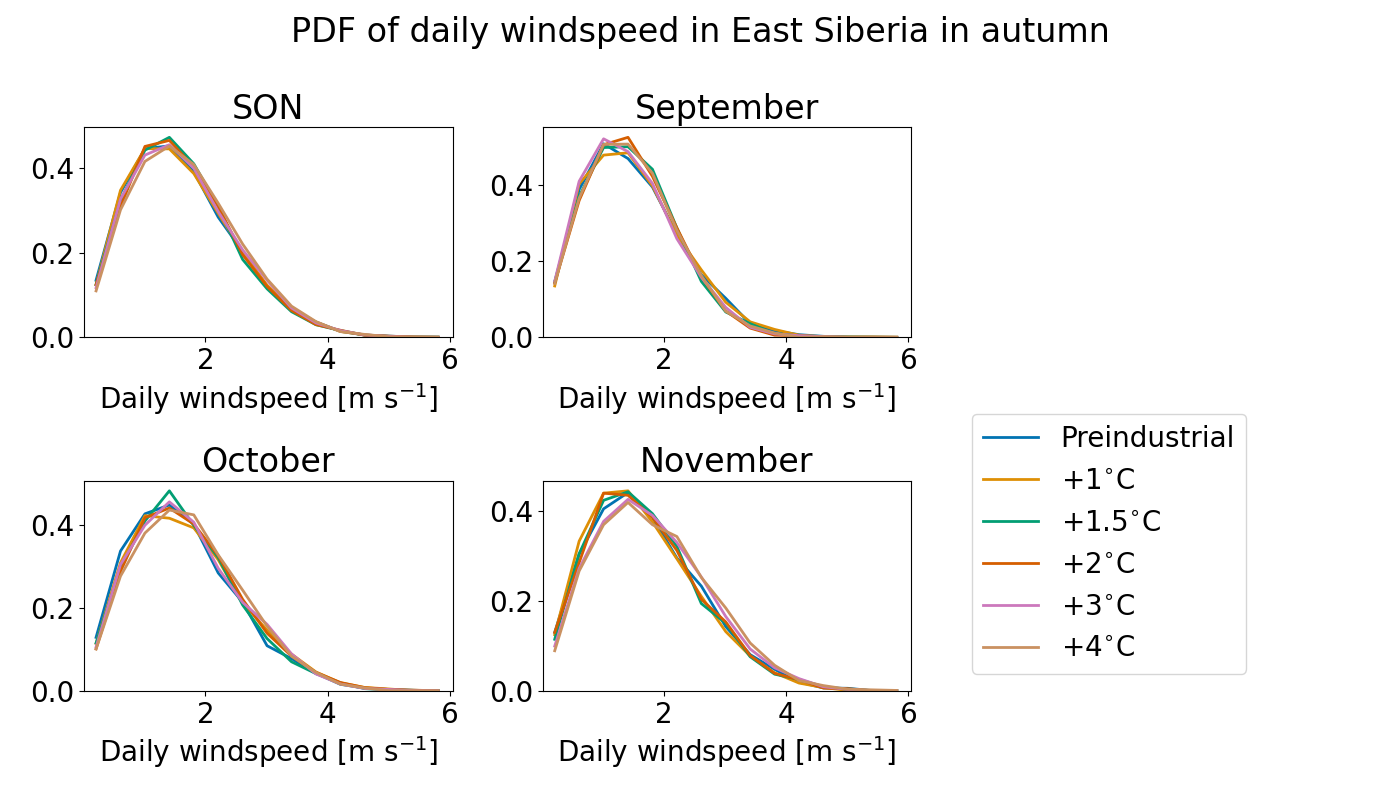 PDF of daily windspeed in East Siberia in autumn
SON
0.4
0.2
0.0
2 4 6
Daily windspeed [m s⁻¹]
September
0.4
0.2
0.0
2 4 6
Daily windspeed [m s⁻¹]
October
0.4
0.2
0.0
2 4 6
Daily windspeed [m s⁻¹]
November
0.4
0.2
0.0
2 4 6
Daily windspeed [m s⁻¹]
Preindustrial
+1°C
+1.5°C
+2°C
+3°C
+4°C